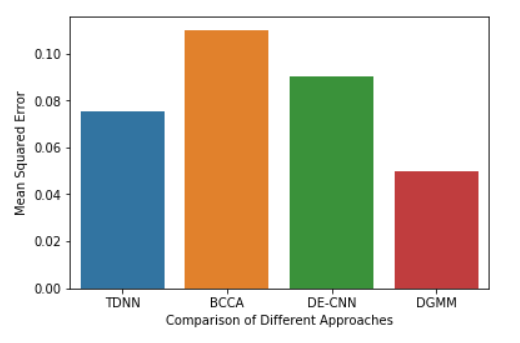 Mean Squared Error
0.10
0.08
0.06
0.04
0.02
0.00
TDNN BCCA DE-CNN DGMM
Comparison of Different Approaches